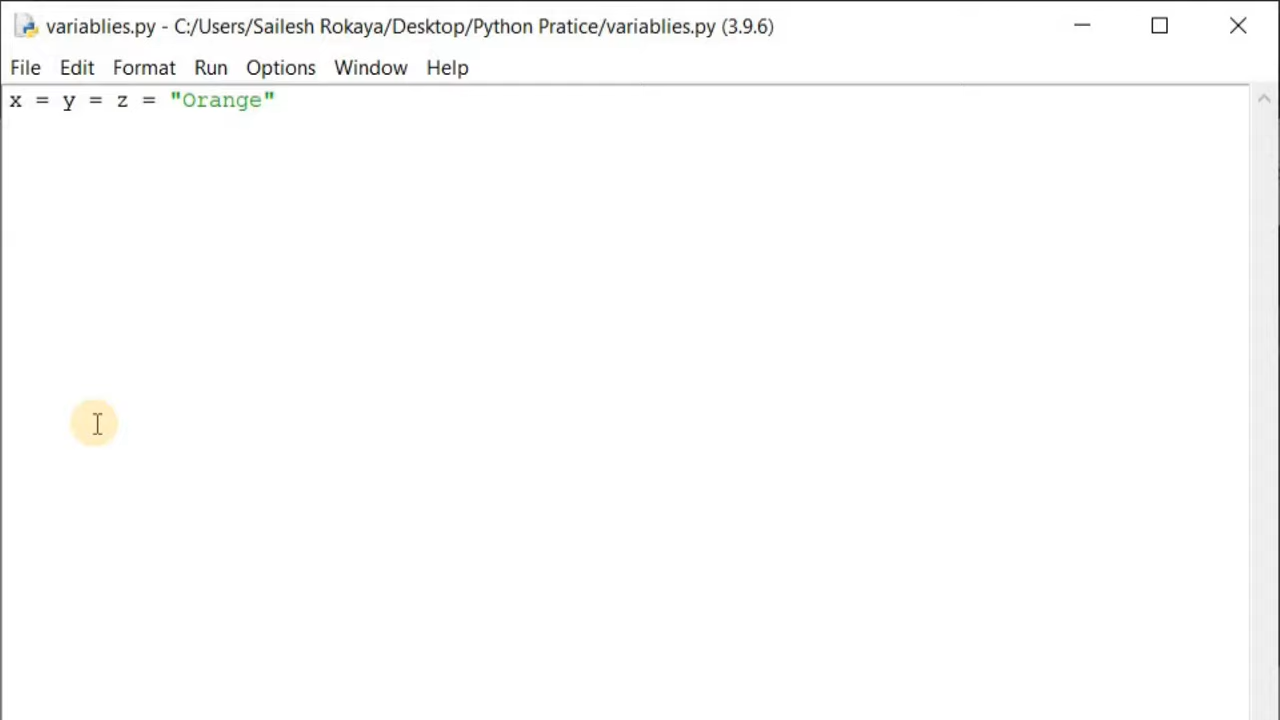 variablies.py - C:/Users/Sailesh Rokaya/Desktop/Python Pratice/variablies.py (3.9.6)
File Edit Format Run Options Window Help
x = y = z = "Orange"